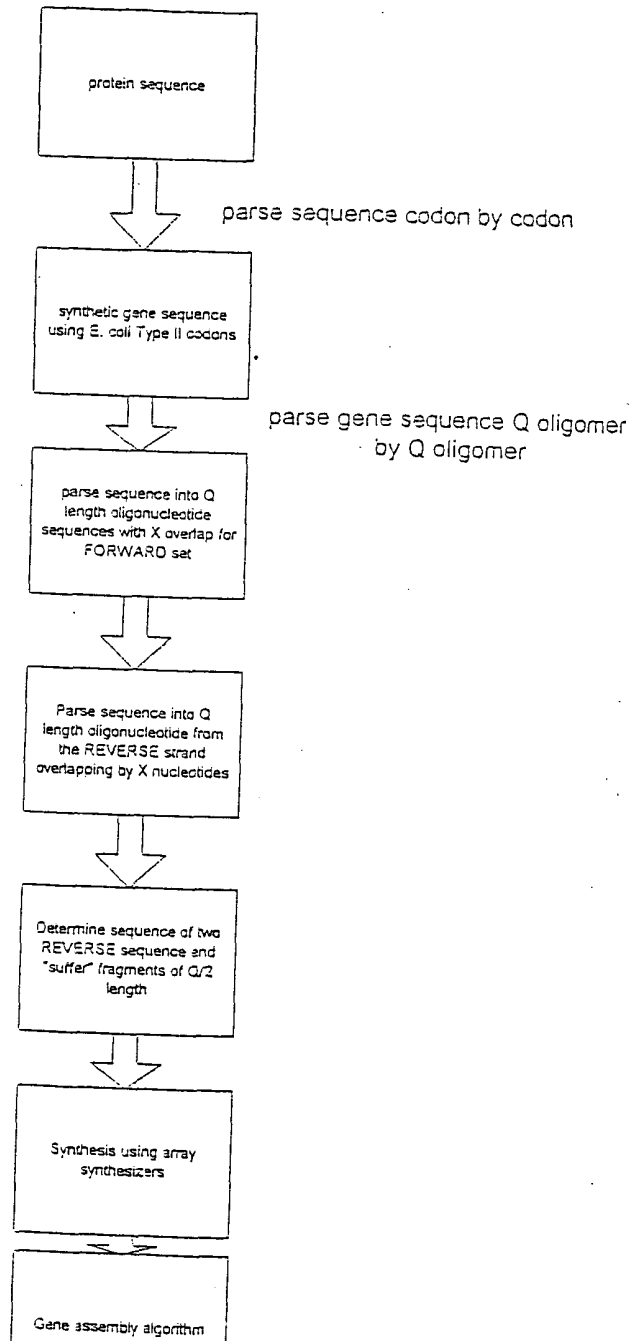 protein sequence
parse sequence codon by codon
synthetic gene sequence
using E. coli Type II codons
parse gene sequence Q oligomer
by Q oligomer
parse sequence into Q
length oligonucleotide
sequences with X overlap for
FORWARD set
Parse sequence into Q
length oligonucleotide from
the REVERSE strand
overlapping by X nucleotides
Determine sequence of two
REVERSE sequence end
"suffer" fragments of Q/2
length
Synthesis using array
synthesizers
Gene assembly algorithm